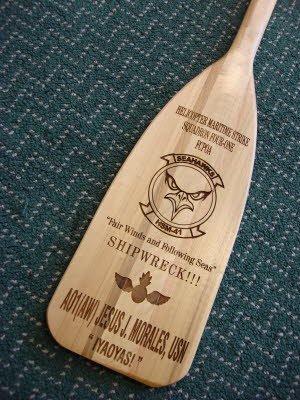 HELICOPTER MARITIME STRIKE
SQUADRON FOUR-ONE
FCPOA
SEAHAWKS
HSM-41
"Fair Winds and Following Seas"
SHIPWRECK!!!
AO1(AW) JESUS J. MORALES, USN
"IYAOYAS!"